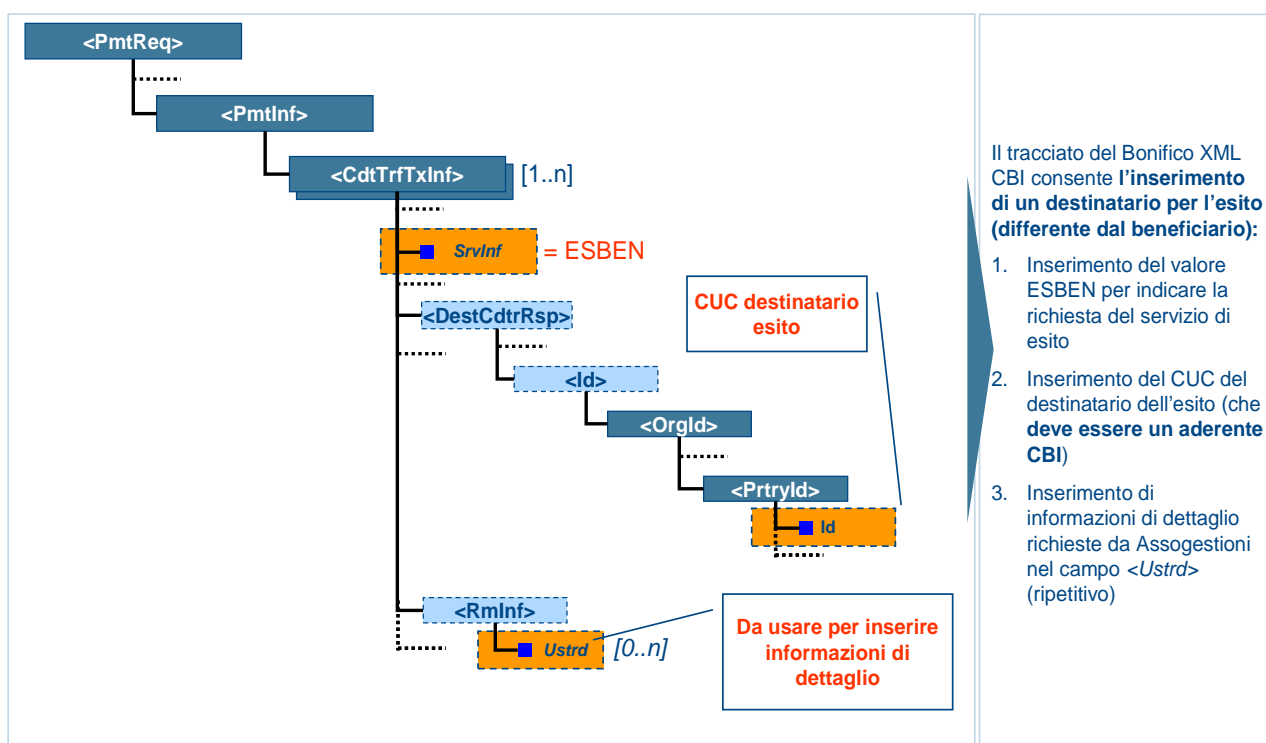 <PmtReq>
<PmtInf>
<CdtTrfTxInf> [1..n]
SrvInf = ESBEN
<DestCdtrRsp>
CUC destinatario
esito
<Id>
<OrgId>
<PrtryId>
Id
<RmInf>
Ustrd [0..n]
Da usare per inserire
informazioni di
dettaglio
Il tracciato del Bonifico XML
CBI consente l'inserimento
di un destinatario per l'esito
(differente dal beneficiario):
1. Inserimento del valore
ESBEN per indicare la
richiesta del servizio di
esito
2. Inserimento del CUC del
destinatario dell'esito (che
deve essere un aderente
CBI)
3. Inserimento di
informazioni di dettaglio
richieste da Assogestioni
nel campo <Ustrd>
(ripetitivo)